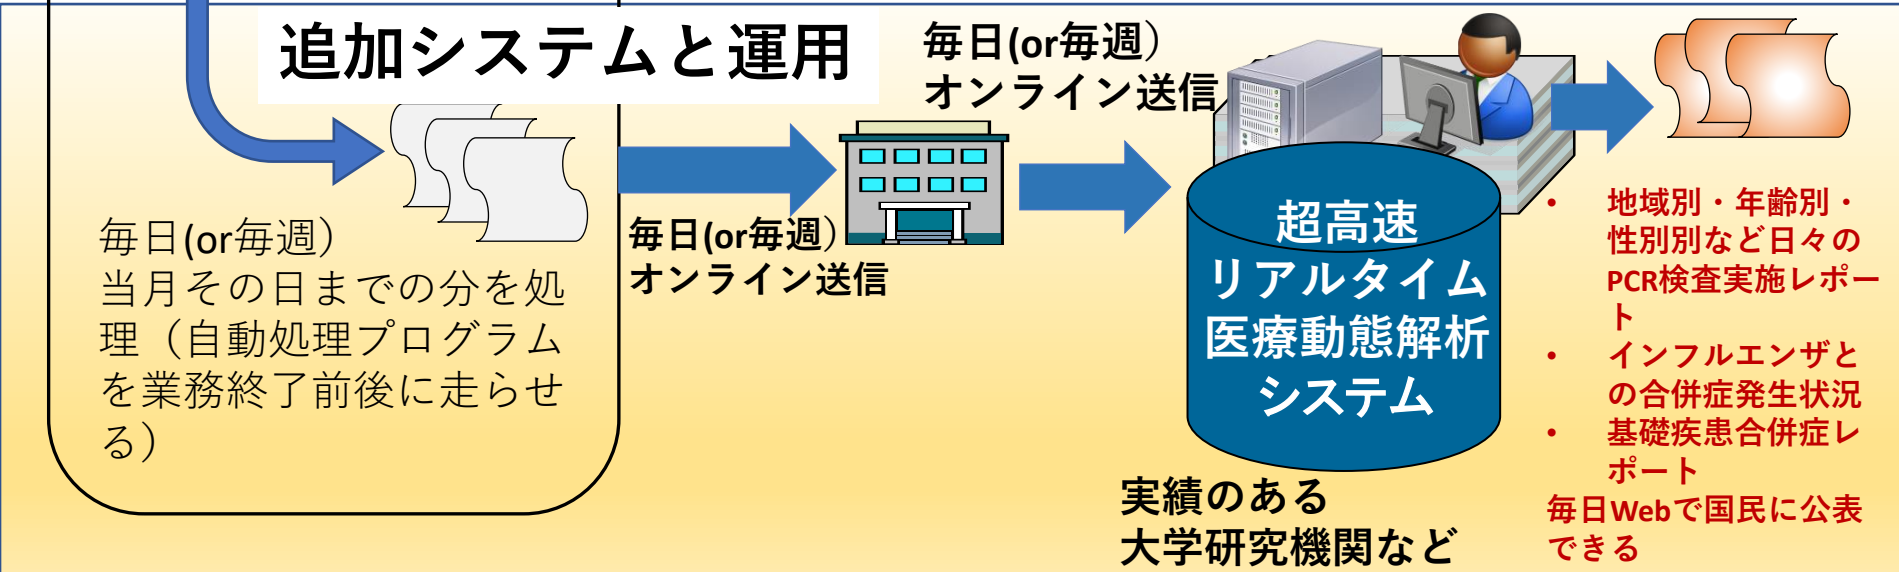 追加システムと運用
毎日(or毎週）
当月その日までの分を処
理（自動処理プログラム
を業務終了前後に走らせ
る）
毎日(or毎週）
オンライン送信
毎日(or毎週）
オンライン送信
超高速
リアルタイム
医療動態解析
システム
実績のある
大学研究機関など
• 地域別・年齢別・
性別別など日々の
PCR検査実施レポー
ト
• インフルエンザと
の合併症発生状況
• 基礎疾患合併症レ
ポート
毎日Webで国民に公表
できる